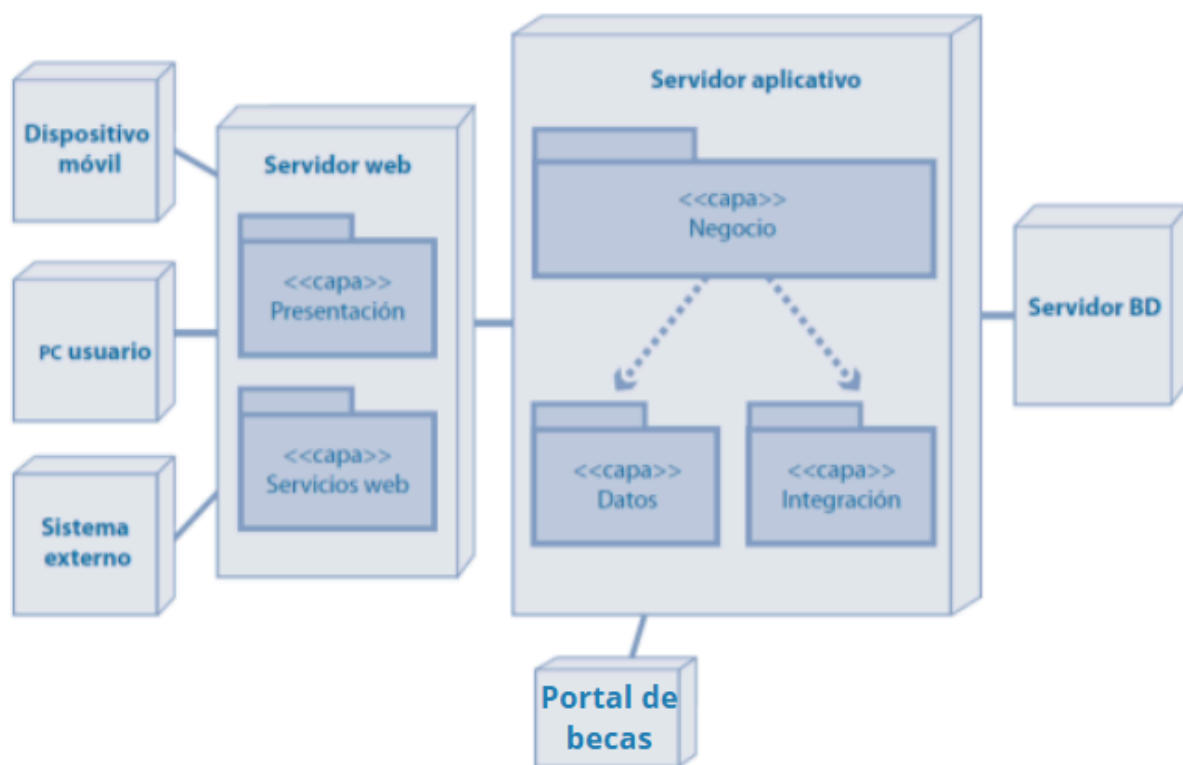 Dispositivo
móvil
PC usuario
Sistema
externo
Servidor web
<<capa>>
Presentación
<<capa>>
Servicios web
Servidor aplicativo
<<capa>>
Negocio
<<capa>>
Datos
<<capa>>
Integración
Servidor BD
Portal de
becas